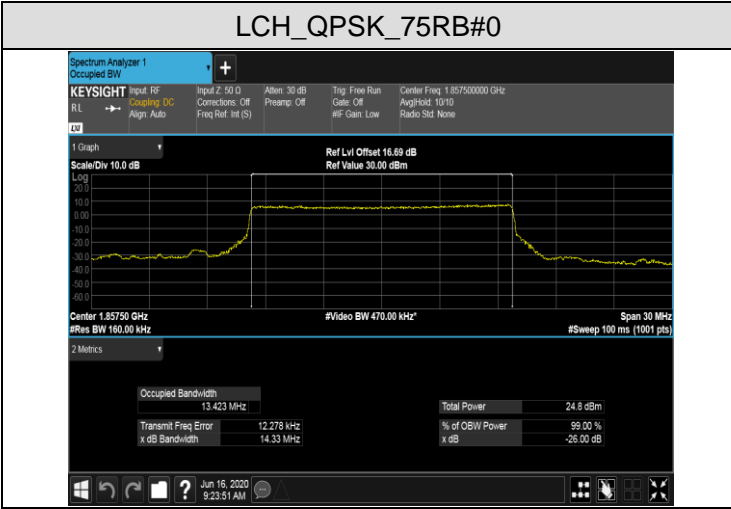 LCH_QPSK_75RB#0
Spectrum Analyzer 1
Occupied BW
+
KEYSIGHT Input: RF Input Z: 50 Ω Atten: 30 dB Trig: Free Run Center Freq: 1.857500000 GHz
RL Coupling: DC Corrections: Off Preamp: Off Gate: Off Avg|Hold: 10/10
Align: Auto Freq Ref: Int (S) #IF Gain: Low Radio Std: None
LXI
1 Graph
Ref Lvl Offset 16.69 dB
Scale/Div 10.0 dB Ref Value 30.00 dBm
Log
20.0
10.0
0.00
-10.0
-20.0
-30.0
-40.0
-50.0
-60.0
Center 1.85750 GHz #Video BW 470.00 kHz* Span 30 MHz
#Res BW 160.00 kHz #Sweep 100 ms (1001 pts)
2 Metrics
Occupied Bandwidth
13.423 MHz Total Power 24.8 dBm
Transmit Freq Error 12.278 kHz % of OBW Power 99.00 %
x dB Bandwidth 14.33 MHz x dB -26.00 dB
? Jun 16, 2020
9:23:51 AM